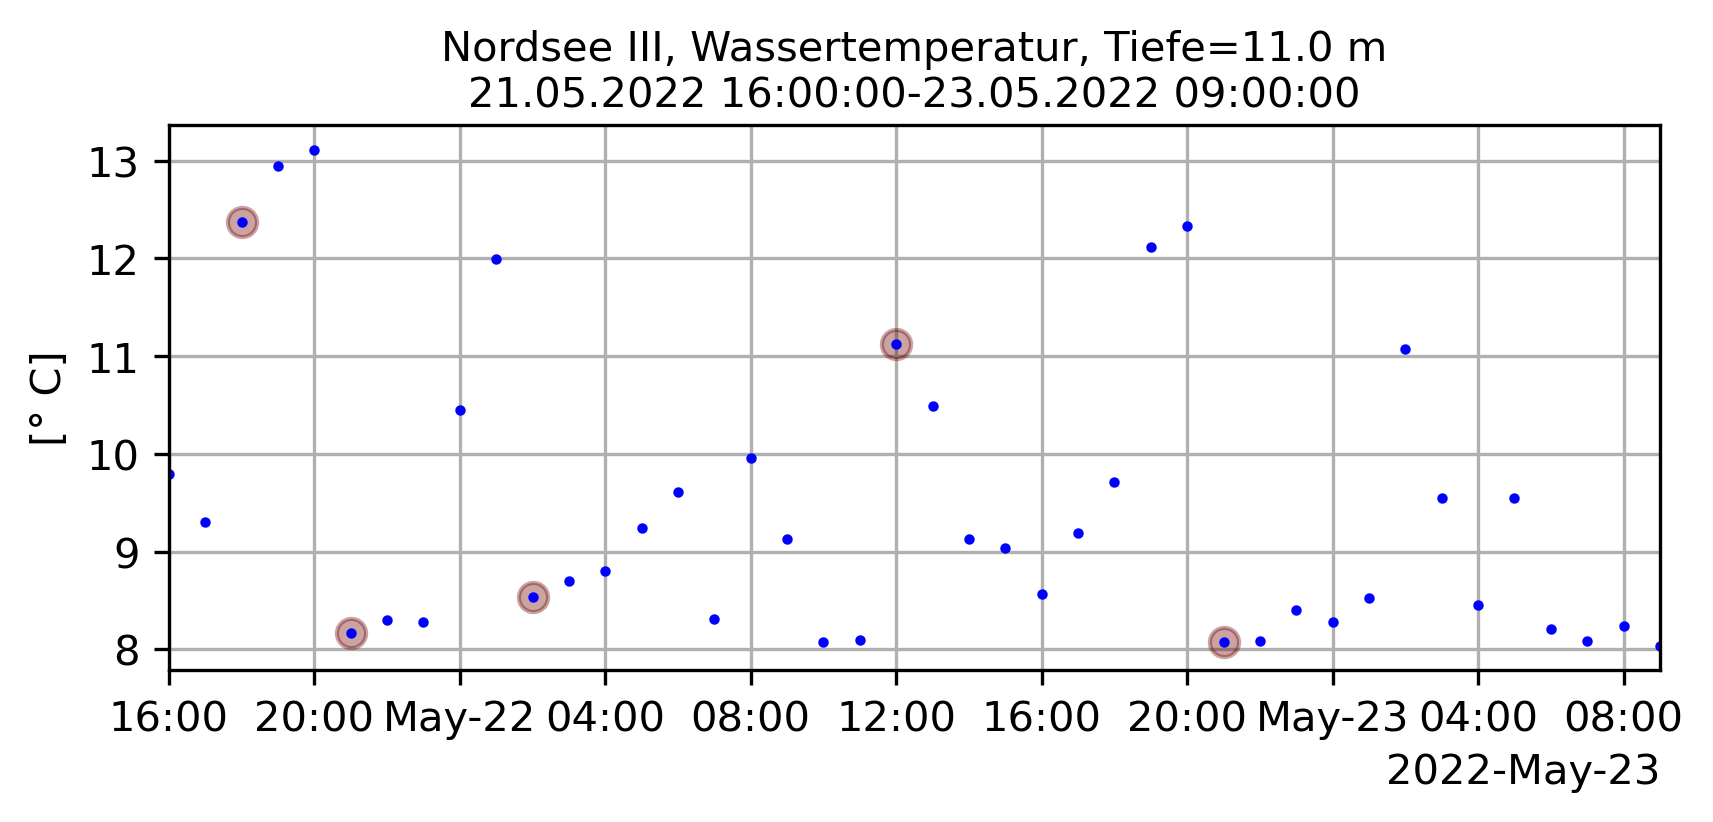 Nordsee III, Wassertemperatur, Tiefe=11.0 m
21.05.2022 16:00:00-23.05.2022 09:00:00
13
12
11
10
9
8
[° C]
16:00 20:00 May-22 04:00 08:00 12:00 16:00 20:00 May-23 04:00 08:00
2022-May-23